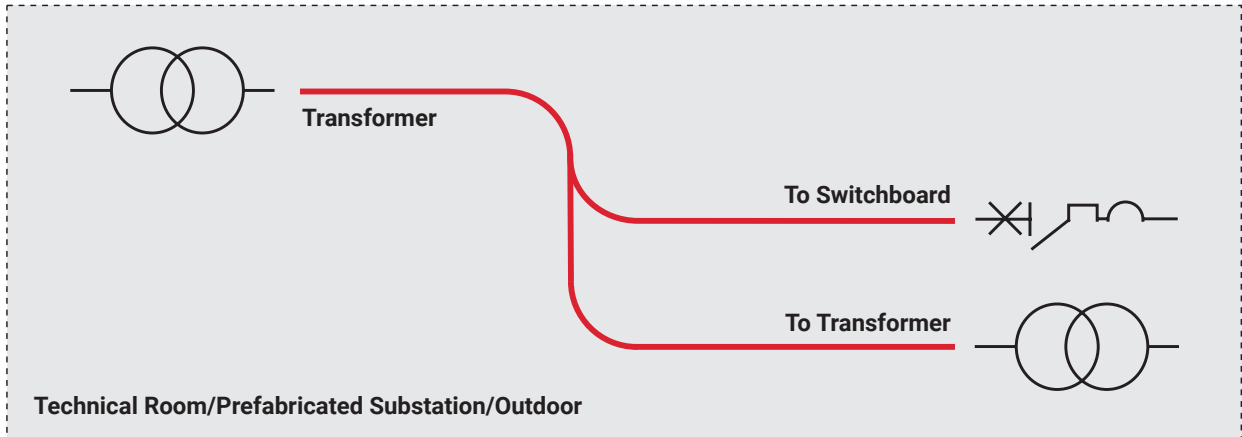 Transformer
To Switchboard
To Transformer
Technical Room/Prefabricated Substation/Outdoor